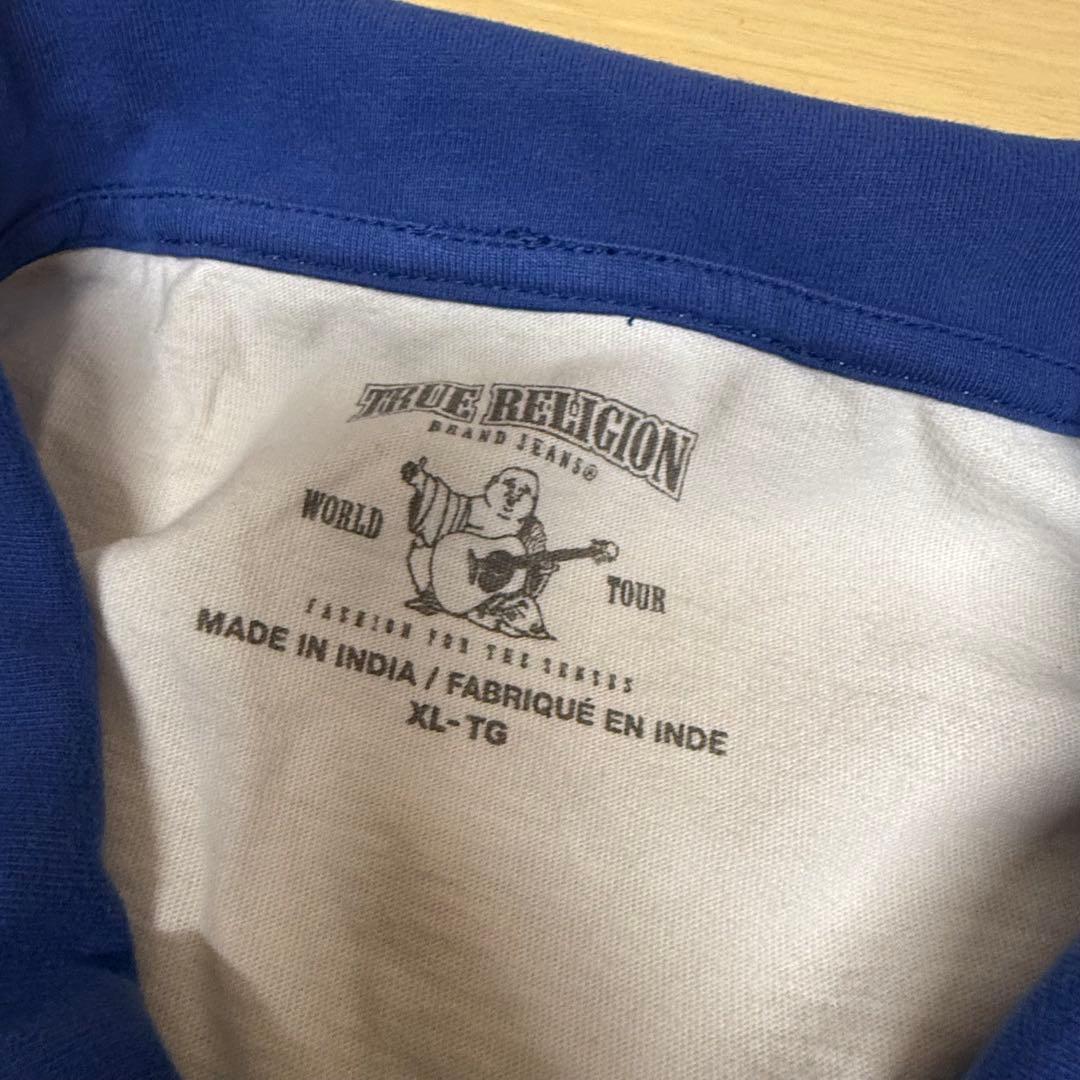 TRUE RELIGION
BRAND JEANS®
WORLD
TOUR
FASHION FOR THE SENSES
MADE IN INDIA / FABRIQUÉ EN INDE
XL-TG